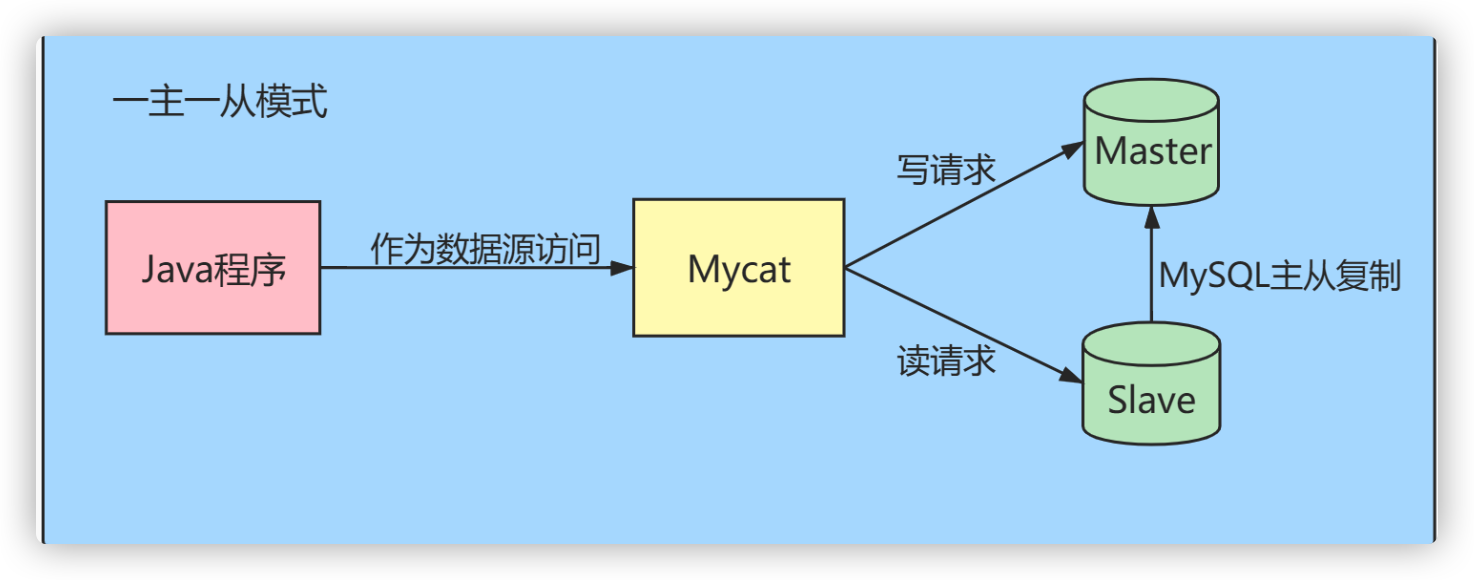 一主一从模式
Java程序
作为数据源访问
Mycat
写请求
读请求
Master
MySQL主从复制
Slave